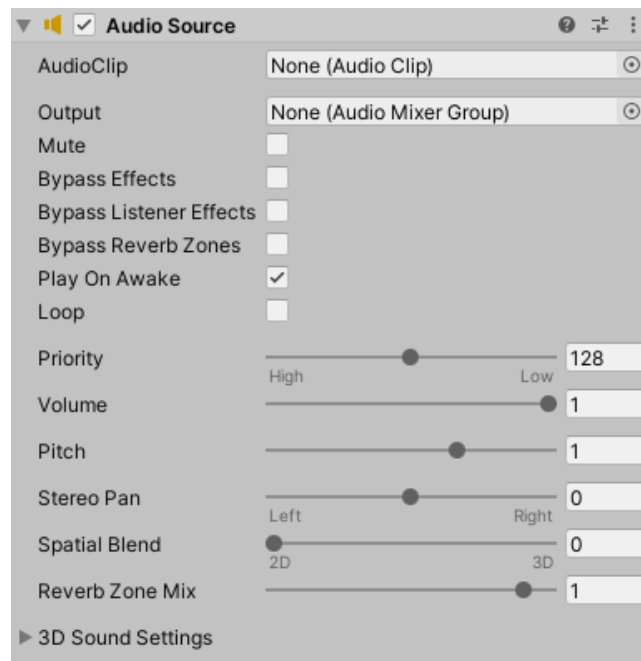 Audio Source
AudioClip None (Audio Clip)
Output None (Audio Mixer Group)
Mute
Bypass Effects
Bypass Listener Effects
Bypass Reverb Zones
Play On Awake
Loop
Priority 128
High Low
Volume 1
Pitch 1
Stereo Pan 0
Left Right
Spatial Blend 0
2D 3D
Reverb Zone Mix 1
3D Sound Settings